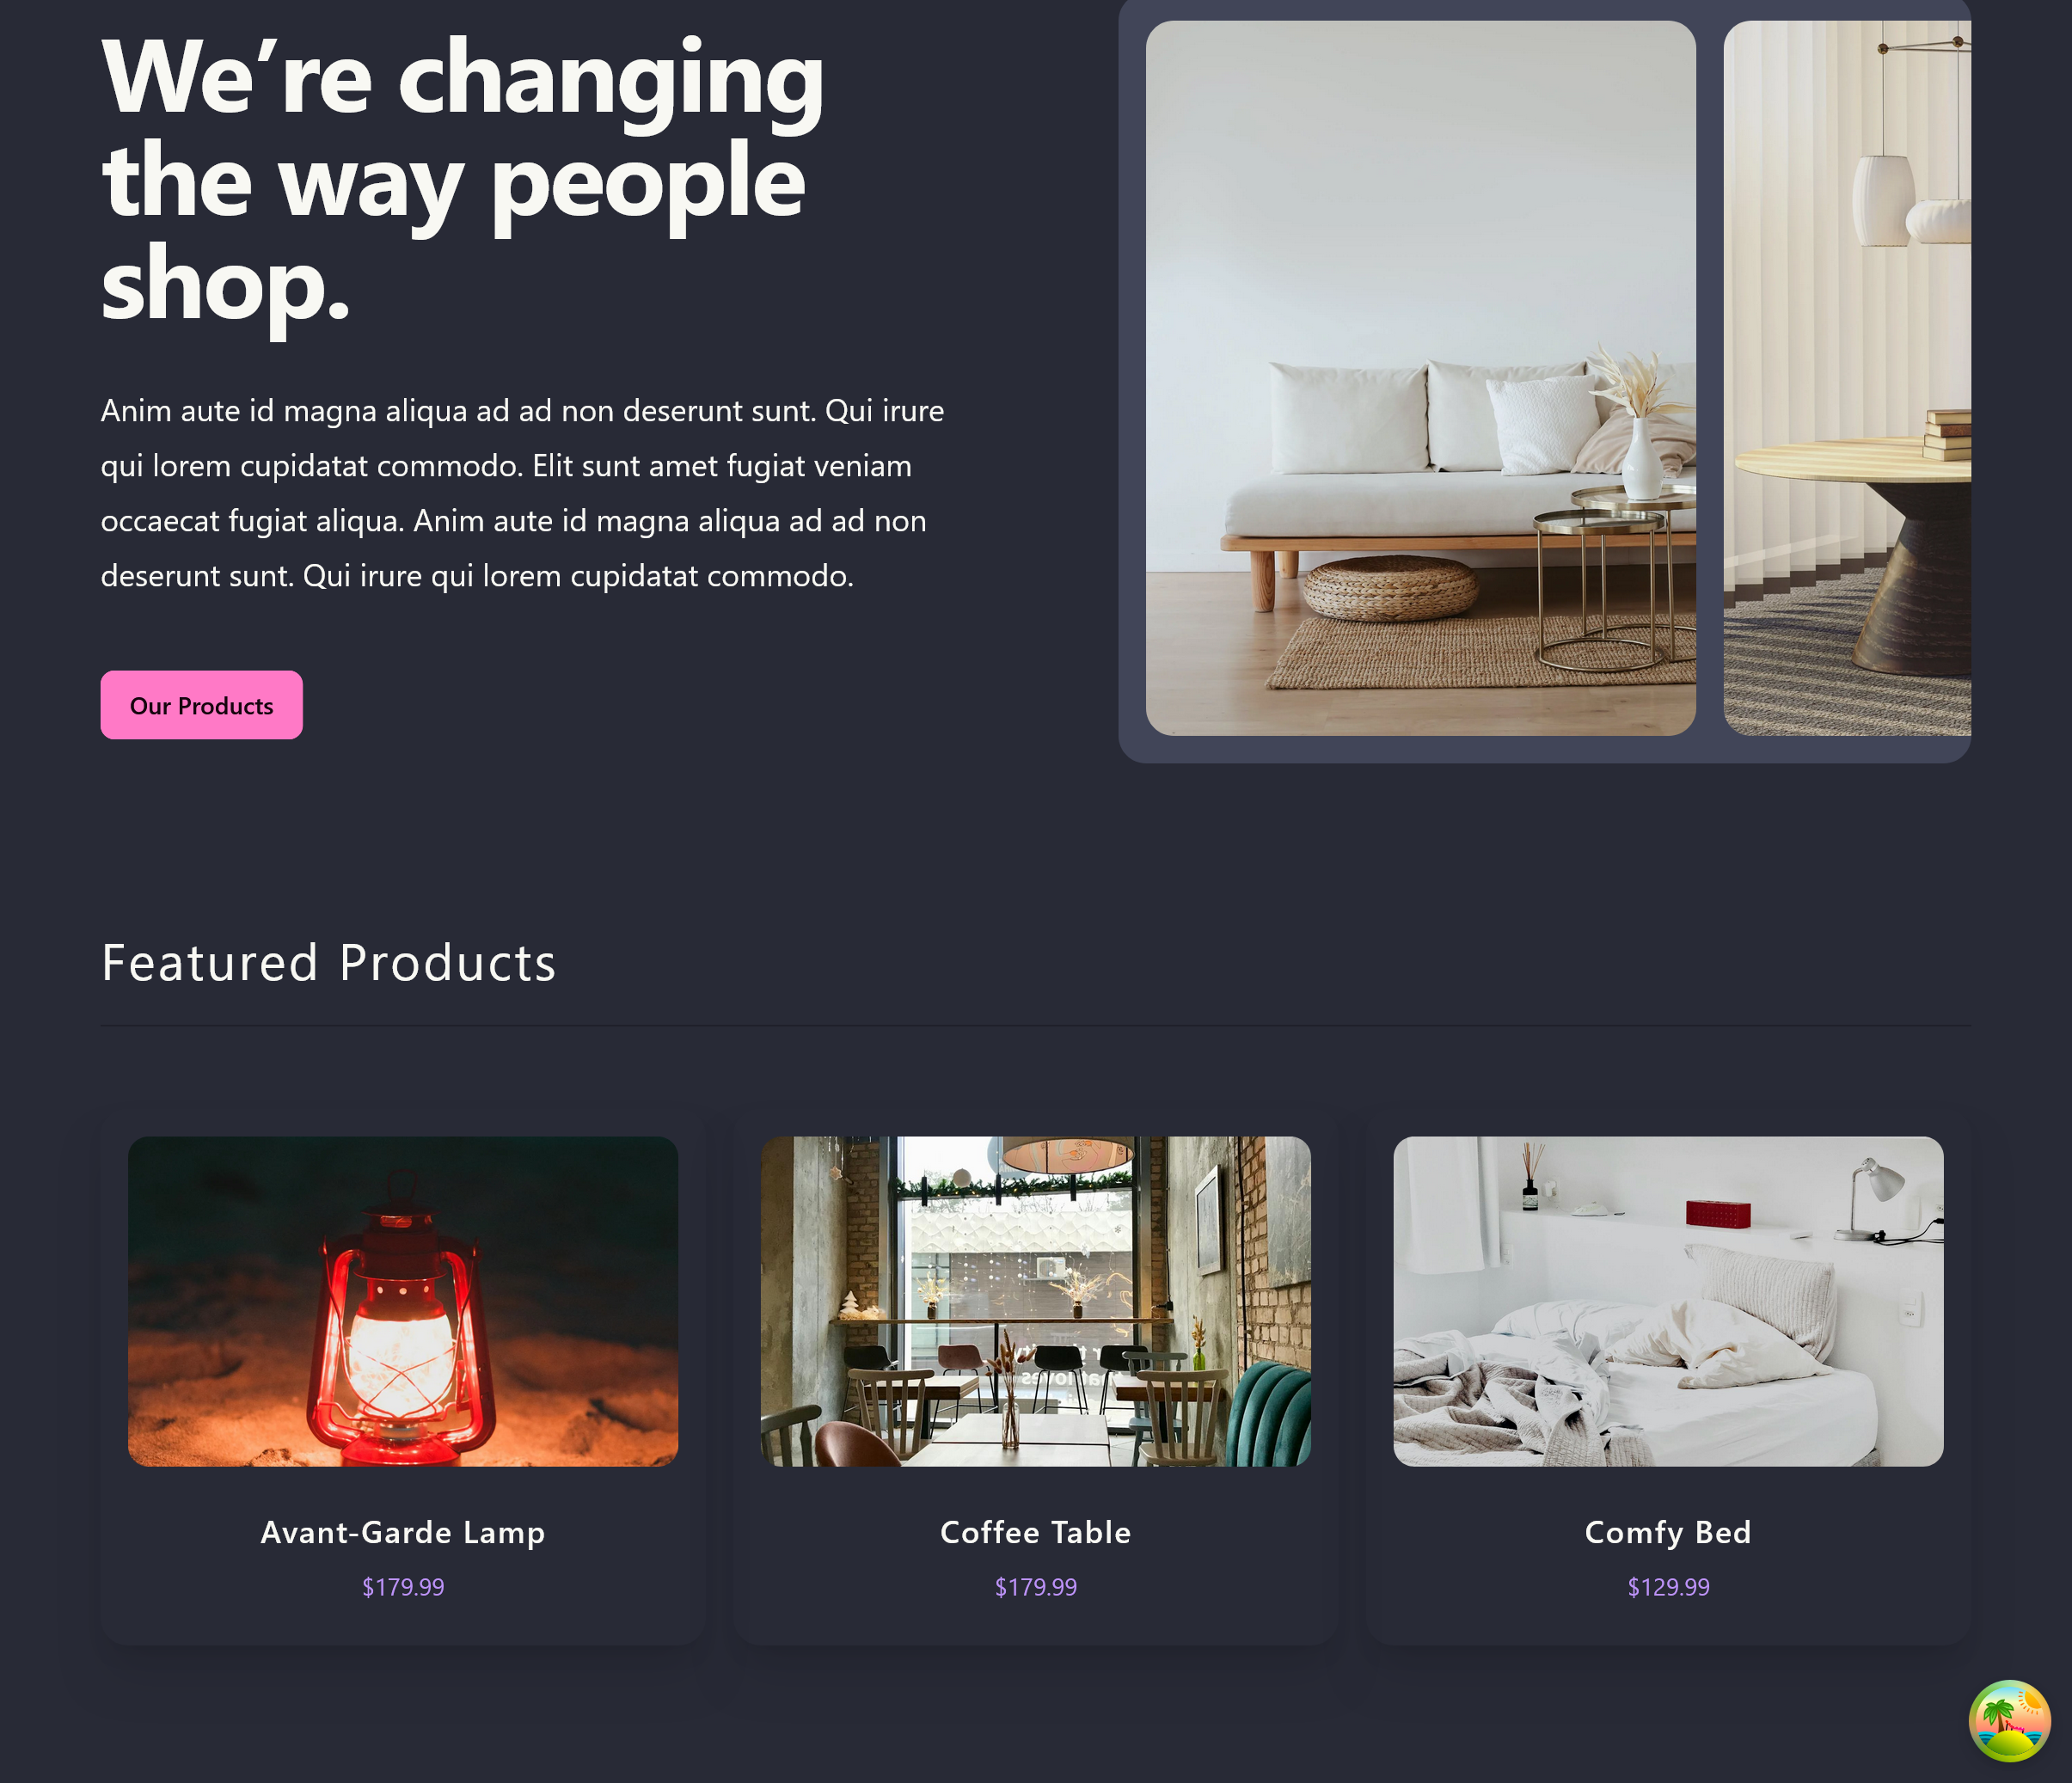 We’re changing
the way people
shop.
Anim aute id magna aliqua ad ad non deserunt sunt. Qui irure
qui lorem cupidatat commodo. Elit sunt amet fugiat veniam
occaecat fugiat aliqua. Anim aute id magna aliqua ad ad non
deserunt sunt. Qui irure qui lorem cupidatat commodo.
Our Products
Featured Products
Avant-Garde Lamp
$179.99
Coffee Table
$179.99
Comfy Bed
$129.99